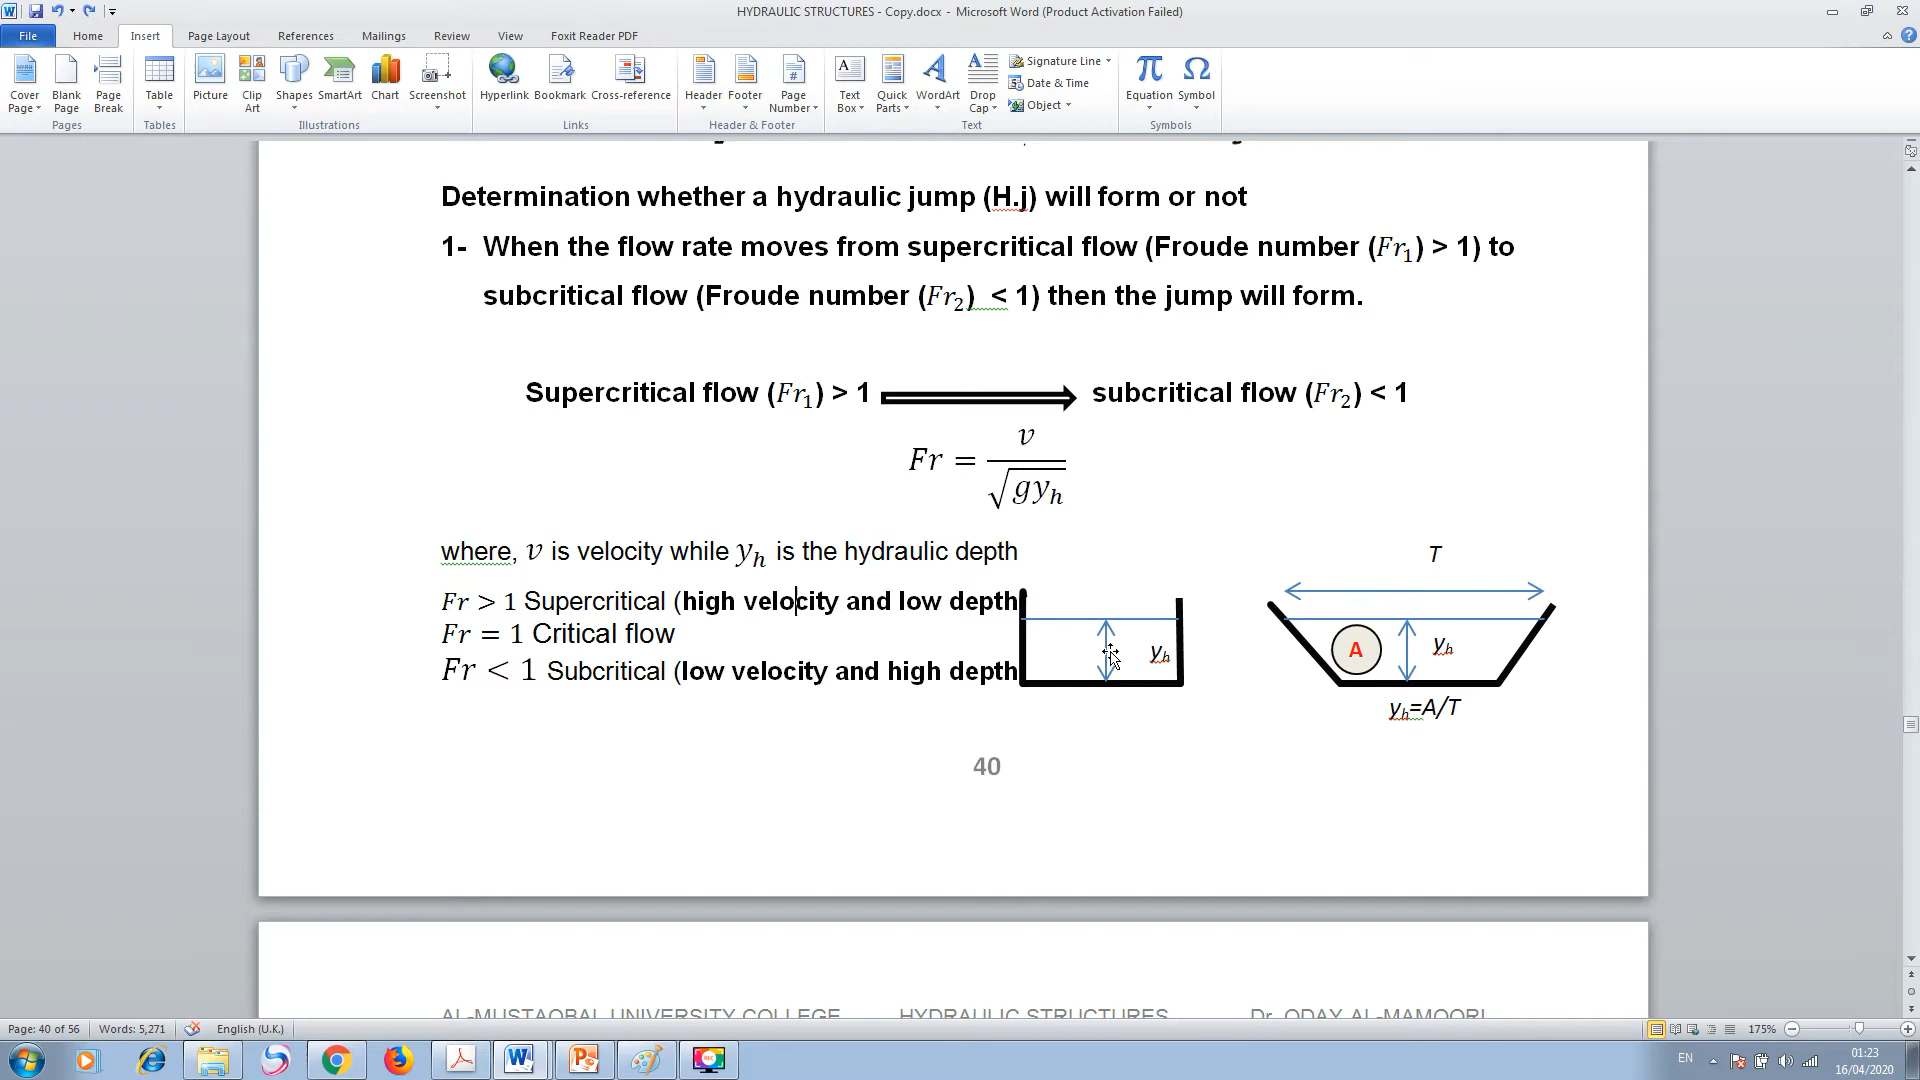 HYDRAULIC STRUCTURES - Copy.docx - Microsoft Word (Product Activation Failed)
File Home Insert Page Layout References Mailings Review View Foxit Reader PDF
Cover Page Blank Page Page Break Table Picture Clip Art Shapes SmartArt Chart Screenshot Hyperlink Bookmark Cross-reference Header Footer Page Number Text Box Quick Parts WordArt Drop Cap Signature Line Date & Time Object Equation Symbol
Pages Tables Illustrations Links Header & Footer Text Symbols
Determination whether a hydraulic jump (H.j) will form or not
1- When the flow rate moves from supercritical flow (Froude number (Fr₁) > 1) to
subcritical flow (Froude number (Fr₂) < 1) then the jump will form.
Supercritical flow (Fr₁) > 1 subcritical flow (Fr₂) < 1
Fr = v / √gyₕ
where, v is velocity while yₕ is the hydraulic depth
T
Fr > 1 Supercritical (high velocity and low depth
Fr = 1 Critical flow
Fr < 1 Subcritical (low velocity and high depth
yₕ
A
yₕ
yₕ=A/T
40
AL-MUSTAQBAL UNIVERSITY COLLEGE HYDRAULIC STRUCTURES Dr. ODAY AL-MAMOORI
Page: 40 of 56 Words: 5,271 English (U.K.) 175%
EN 01:23
16/04/2020